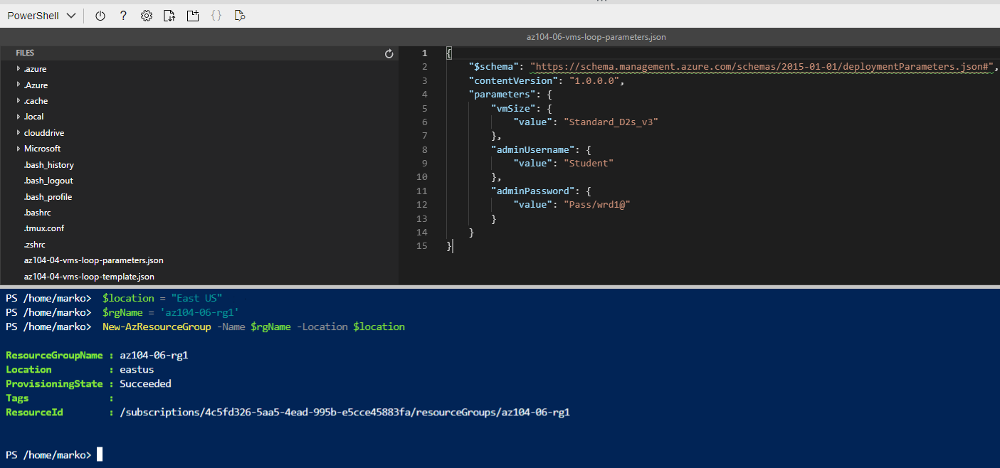 PowerShell
az104-06-vms-loop-parameters.json
FILES
.azure
.Azure
.cache
.local
clouddrive
Microsoft
.bash_history
.bash_logout
.bash_profile
.bashrc
.tmux.conf
.zshrc
az104-04-vms-loop-parameters.json
az104-04-vms-loop-template.json
1 {
2 "$schema": "https://schema.management.azure.com/schemas/2015-01-01/deploymentParameters.json#",
3 "contentVersion": "1.0.0.0",
4 "parameters": {
5 "vmSize": {
6 "value": "Standard_D2s_v3"
7 },
8 "adminUsername": {
9 "value": "Student"
10 },
11 "adminPassword": {
12 "value": "Pass/wrd1@"
13 }
14 }
15 }
PS /home/marko> $location = "East US"
PS /home/marko> $rgName = 'az104-06-rg1'
PS /home/marko> New-AzResourceGroup -Name $rgName -Location $location
ResourceGroupName : az104-06-rg1
Location : eastus
ProvisioningState : Succeeded
Tags :
ResourceId : /subscriptions/4c5fd326-5aa5-4ead-995b-e5cce45883fa/resourceGroups/az104-06-rg1
PS /home/marko>